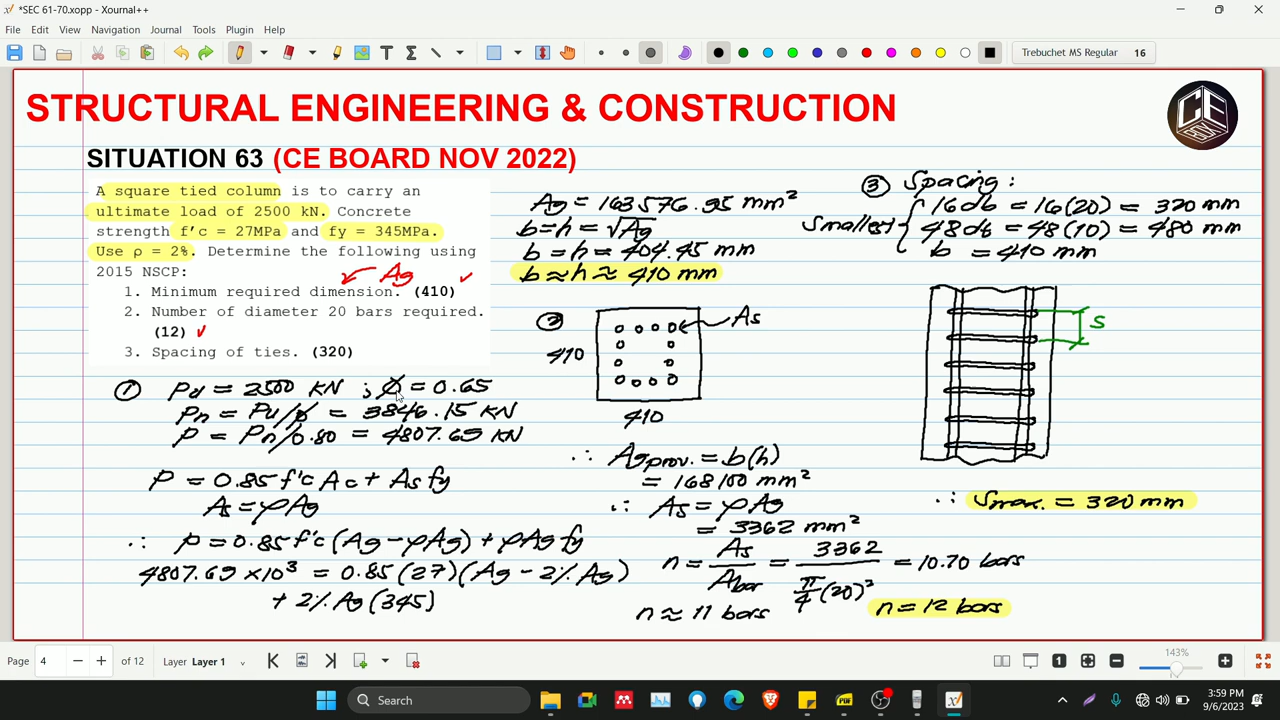 *SEC 61-70.xopp - Xournal++
File Edit View Navigation Journal Tools Plugin Help
Trebuchet MS Regular 16
STRUCTURAL ENGINEERING & CONSTRUCTION
SITUATION 63 (CE BOARD NOV 2022)
A square tied column is to carry an
ultimate load of 2500 kN. Concrete
strength f'c = 27MPa and fy = 345MPa.
Use ρ = 2%. Determine the following using
2015 NSCP:
Ag
1. Minimum required dimension. (410)
2. Number of diameter 20 bars required.
(12)
3. Spacing of ties. (320)
① Pu = 2500 KN ; Ø = 0.65
Pn = Pu/ϕ = 3846.15 KN
P = Pn/0.80 = 4807.69 KN
P = 0.85 f'c Ac + As fy
As = ρAg
∴ P = 0.85 f'c (Ag - ρAg) + ρAg fy
4807.69 x10³ = 0.85 (27) (Ag - 2% Ag)
+ 2% Ag (345)
Ag = 163576.95 mm²
b = h = √Ag
b = h = 404.45 mm
b ≈ h ≈ 410 mm
②
As
410
410
∴ Ag prov. = b(h)
= 168100 mm²
∴ As = ρAg
= 3362 mm²
n = As / Abar = 3362 / π/4 (20)² = 10.70 bars
n ≈ 11 bars
n = 12 bars
③ Spacing :
Smallest
16db = 16(20) = 320 mm
48ds = 48(10) = 480 mm
b = 410 mm
S
∴ Smax. = 320 mm
Page 4 of 12 Layer Layer 1
143%
Search
3:59 PM
9/6/2023